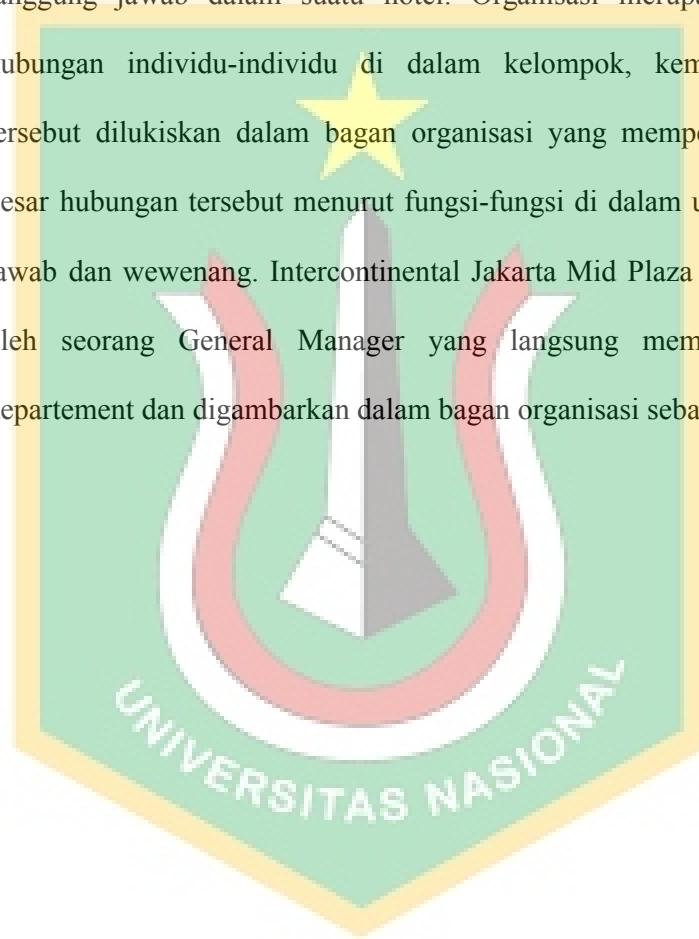 anggung jawab dalam suatu hotel. Organisasi merupa
ubungan individu-individu di dalam kelompok, kem
ersebut dilukiskan dalam bagan organisasi yang mempe
esar hubungan tersebut menurut fungsi-fungsi di dalam u
awab dan wewenang. Intercontinental Jakarta Mid Plaza
leh seorang General Manager yang langsung mem
epartement dan digambarkan dalam bagan organisasi seba
UNIVERSITAS NASIONAL